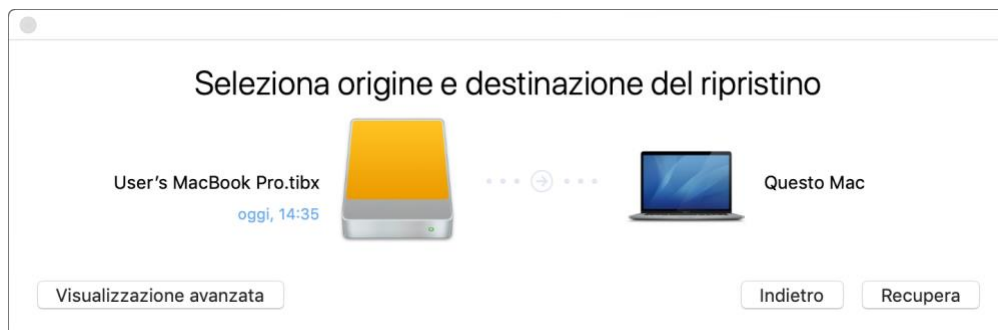 Seleziona origine e destinazione del ripristino
User's MacBook Pro.tibx
oggi, 14:35
Questo Mac
Visualizzazione avanzata
Indietro
Recupera